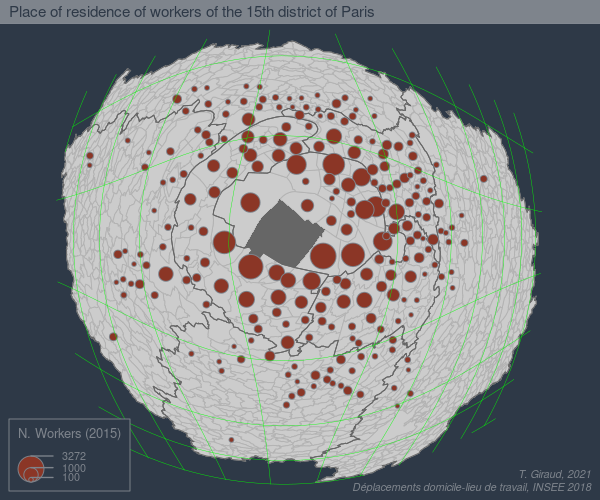 Place of residence of workers of the 15th district of Paris
N. Workers (2015)
3272
1000
100
T. Giraud, 2021
Déplacements domicile-lieu de travail, INSEE 2018